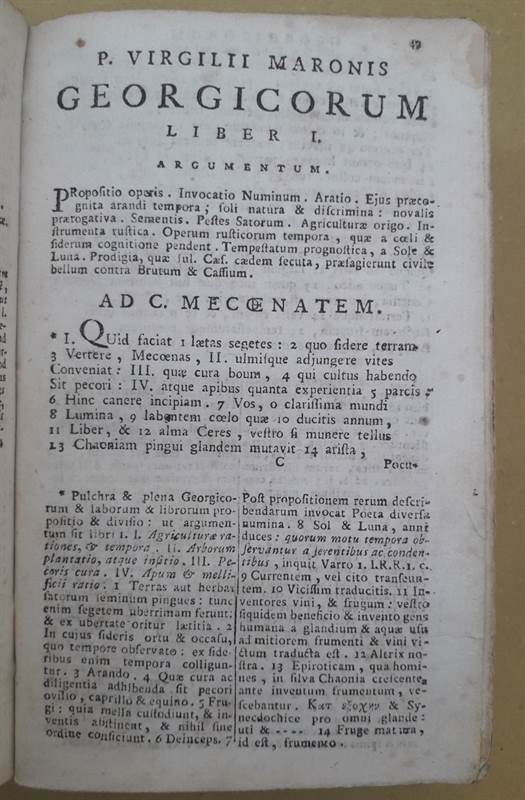 49
P. VIRGILII MARONIS
GEORGICORUM
LIBER I.
ARGUMENTUM.
PRopoſitio operis. Invocatio Numinum. Aratio. Ejus præco-
gnita arandi tempora; ſoli natura & diſcrimina: novalis
prærogativa. Sementis. Peſtes Satorum. Agriculturæ origo. In-
ſtrumenta ruſtica. Operum ruſticorum tempora, quæ a cœli &
ſiderum cognitione pendent. Tempeſtatum prognoſtica, a Sole &
Luna. Prodigia, quæ Jul. Cæſ. cædem ſecuta, præſagierunt civile
bellum contra Brutum & Caſſium.
AD C. MECŒNATEM.
* I. QUid faciat 1 lætas ſegetes: 2 quo ſidere terram
3 Vertere, Mecœnas, II. ulmiſque adjungere vites
Conveniat: III. quæ cura boum, 4 qui cultus habendo
Sit pecori: IV. atque apibus quanta experientia 5 parcis:
6 Hinc canere incipiam. 7 Vos, o clariſſima mundi
8 Lumina, 9 labentem cœlo quæ 10 ducitis annum,
11 Liber, & 12 alma Ceres, veſtro ſi munere tellus
13 Chaoniam pingui glandem mutavit 14 ariſta,
C Pocu-
* Pulchra & plena Georgico-
rum & laborum & librorum pro-
poſitio & diviſio: ut argumen-
tum ſit libri I. I. Agriculturæ ra-
tiones, & tempora. II. Arborum
plantatio, atque inſitio. III. Pe-
coris cura. IV. Apum & melli-
ficii ratio. 1 Terras aut herbas
ſatorum ſeminum pingues: tunc
enim ſegetem uberrimam ferunt:
& ex ubertate oritur lætitia. 2
In cujus ſideris ortu & occaſu,
quo tempore obſervato: ex ſide-
ribus enim tempora colligun-
tur. 3 Arando. 4 Quæ cura ac
diligentia adhibenda ſit pecori
ovillo, caprillo & equino. 5 Fru-
gi: quia mella cuſtodiunt, & in-
ventis abſtinent, & nihil ſine
ordine conficiunt. 6 Deinceps. 7
Poſt propoſitionem rerum deſcri-
bendarum invocat Poeta diverſa
numina. 8 Sol & Luna, anni
duces: quorum motu tempora ob-
ſervantur a ſerentibus ac conden-
tibus, inquit Varro 1. I.R.R.1. c.
9 Currentem, vel cito tranſeun-
tem. 10 Viciſſim traducitis. 11 In-
ventores vini, & frugum: veſtro
ſiquidem beneficio & invento gens
humana a glandium & aquæ uſu
ad mitiorem frumenti & vini vi-
ctum traducta eſt. 12 Altrix no-
ſtra. 13 Epiroticam, qua homi-
nes, in ſilva Chaonia creſcente,
ante inventum frumentum, ve-
ſcebantur. Κατ εξοχην & Sy-
necdochice pro omni glande:
uti & ---- 14 Fruge matura,
id eſt, frumento.